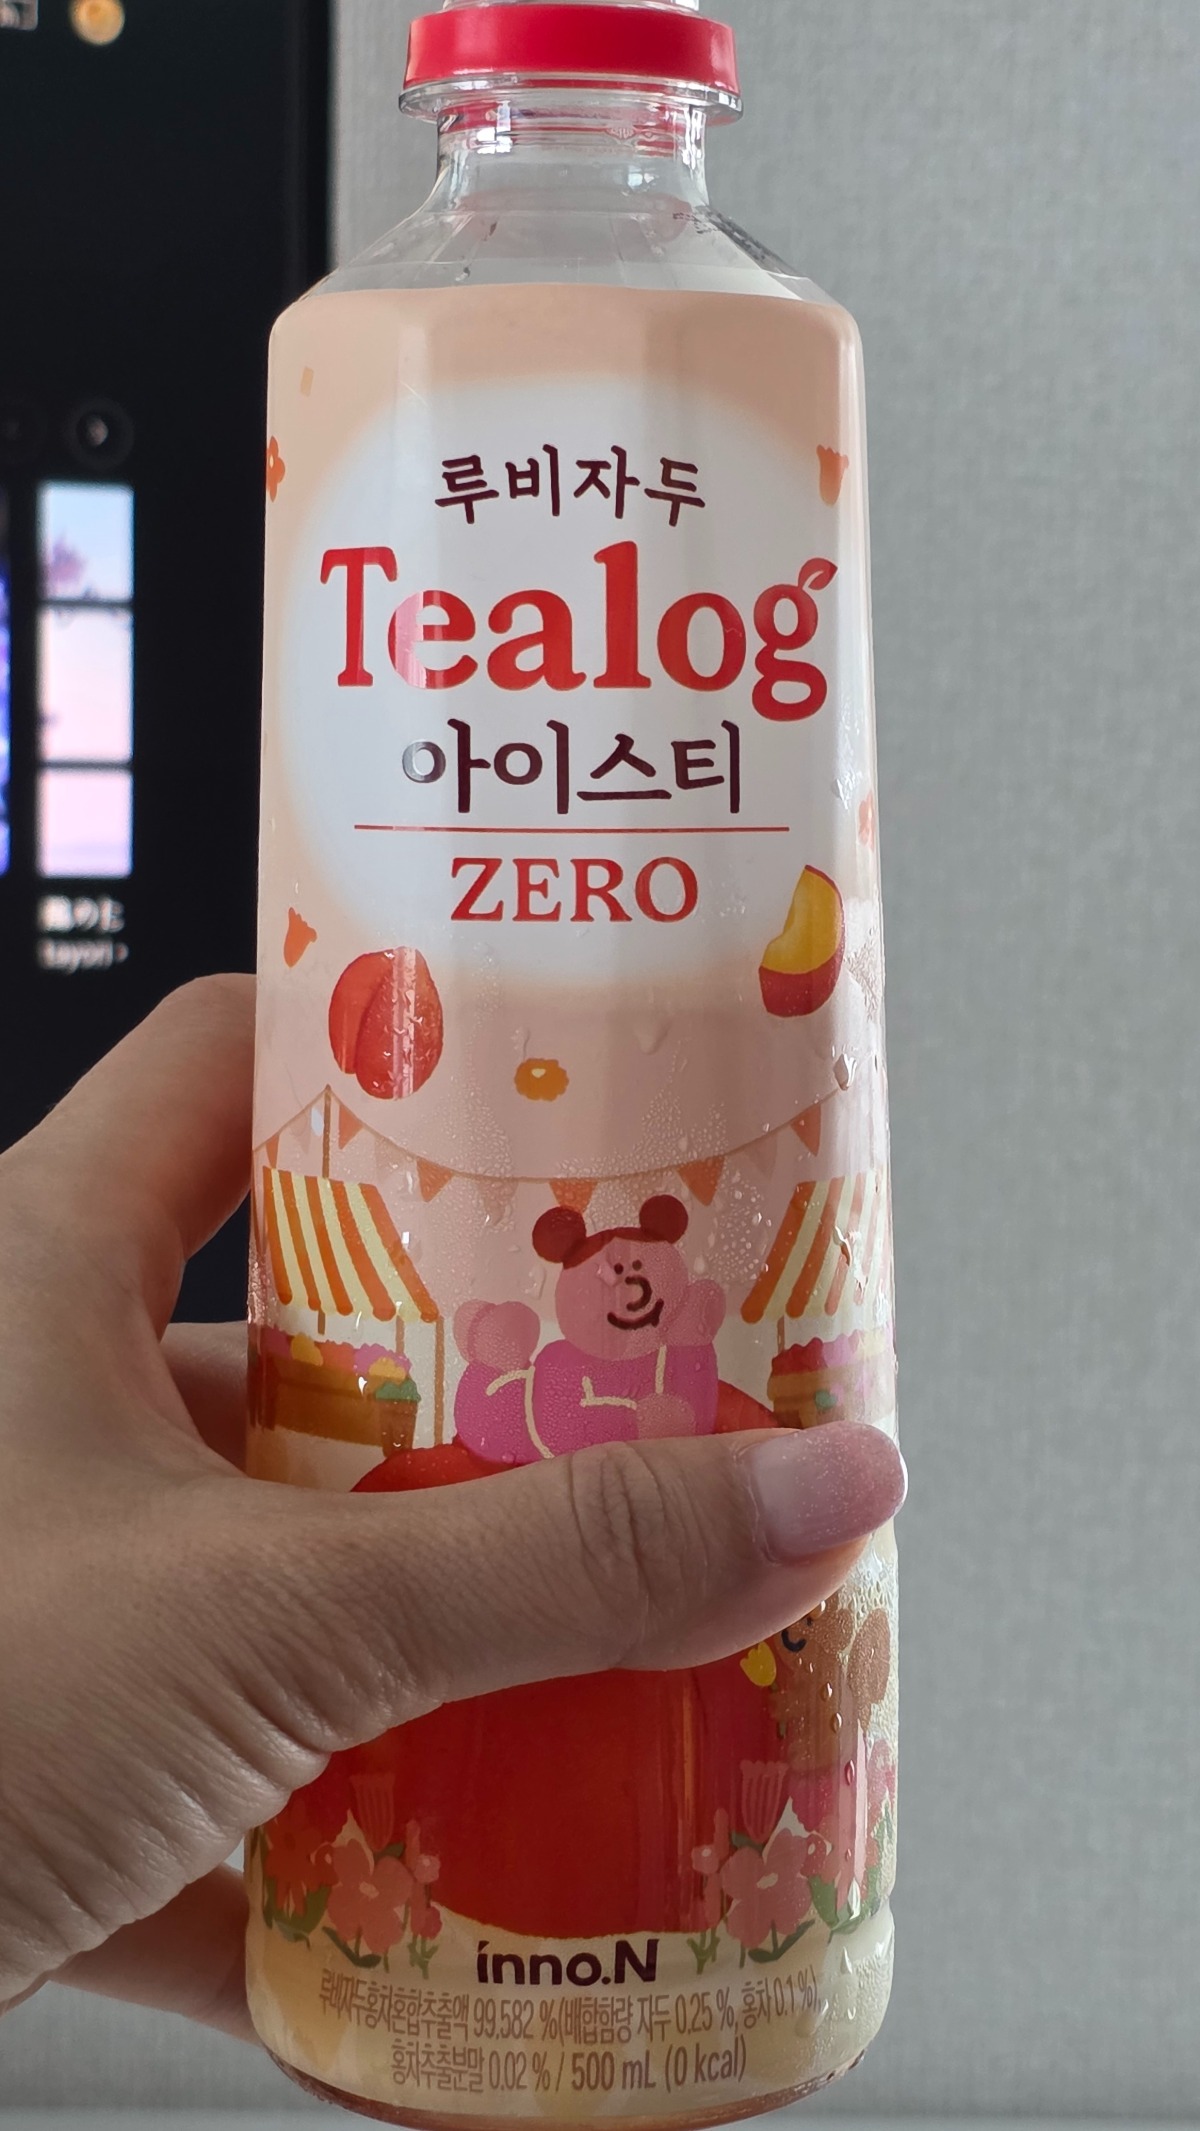 루비자두
Tealog
아이스티
ZERO
inno.N
루비자두홍차혼합추출액 99.582 %(배합함량 자두 0.25 %, 홍차 0.1 %),
홍차추출분말 0.02 % / 500 mL (0 kcal)